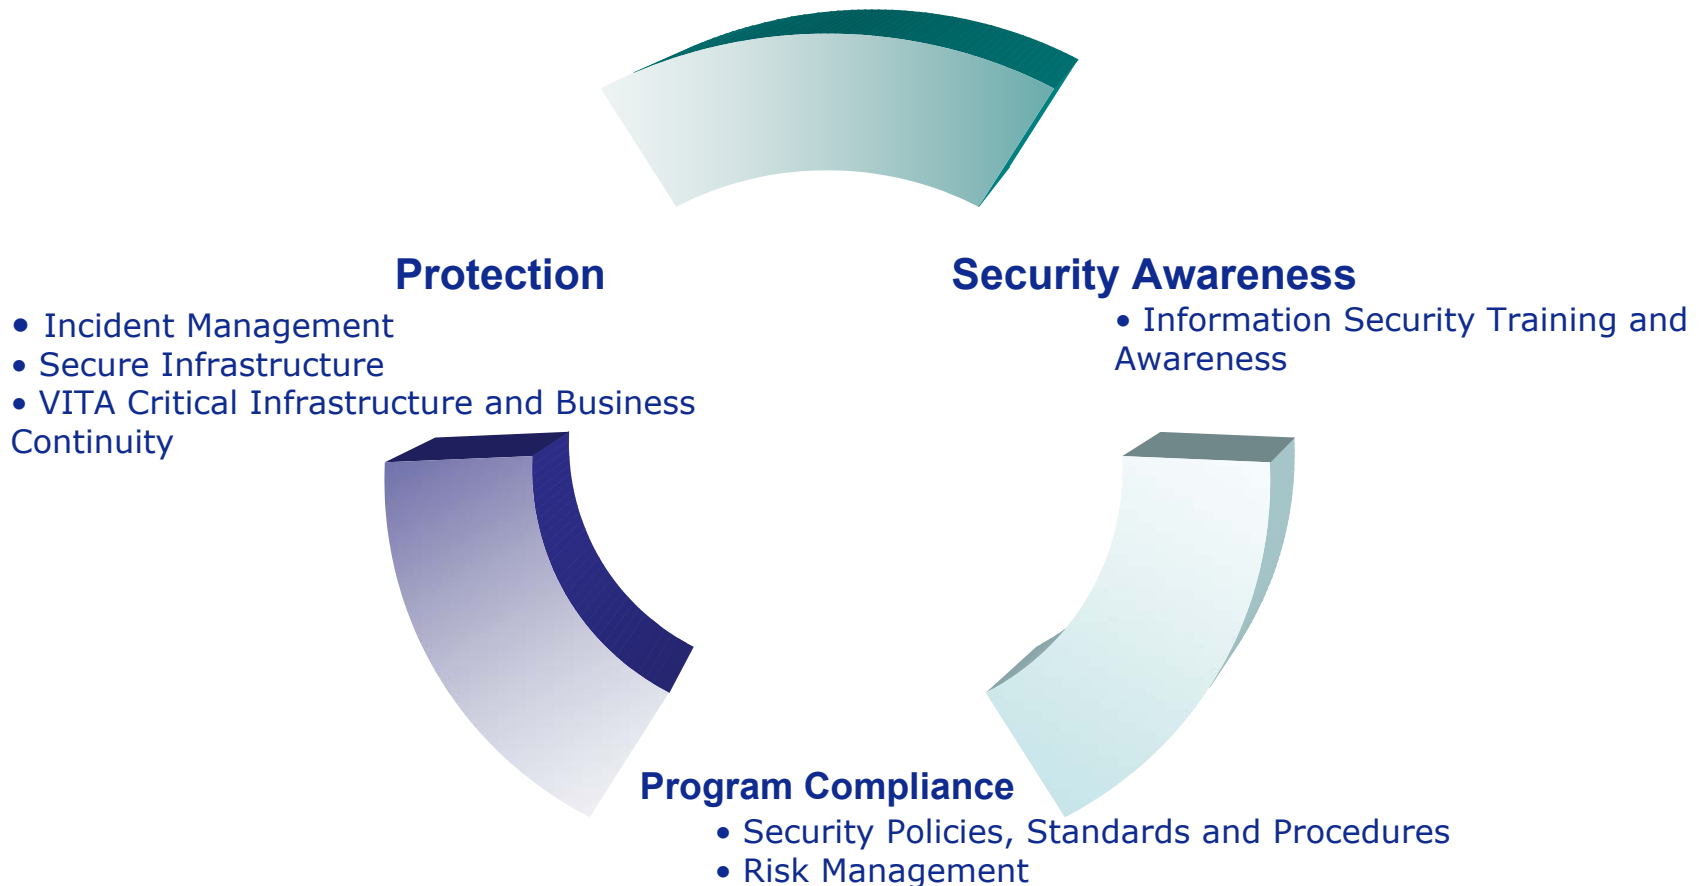 Protection
• Incident Management
• Secure Infrastructure
• VITA Critical Infrastructure and Business
Continuity
Security Awareness
• Information Security Training and
Awareness
Program Compliance
• Security Policies, Standards and Procedures
• Risk Management